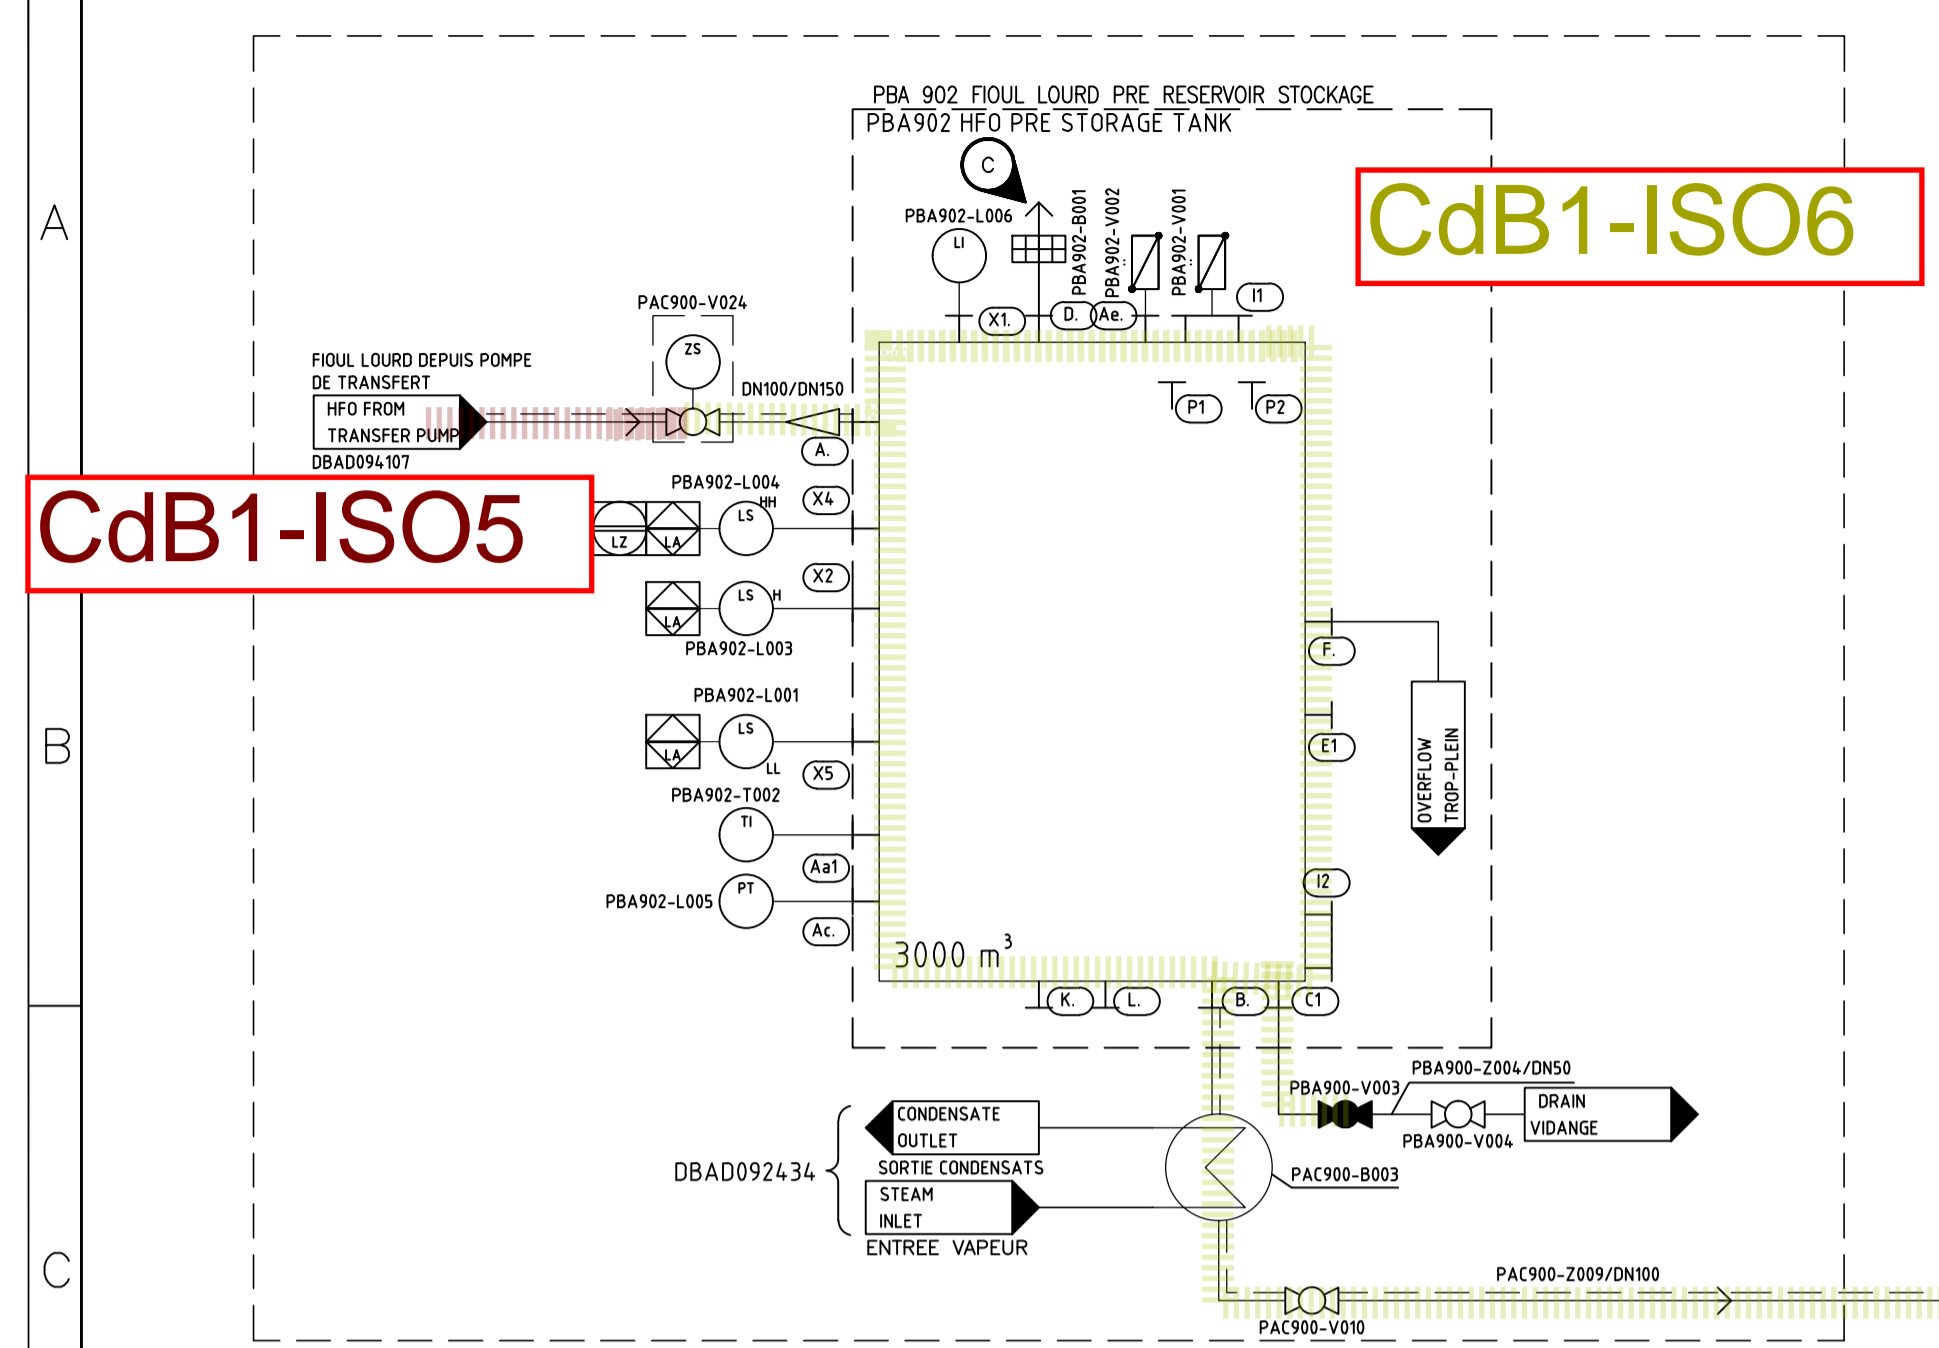 PBA 902 FIOUL LOURD PRE RESERVOIR STOCKAGE
PBA902 HFO PRE STORAGE TANK
C
CdB1-ISO6
A
PBA902-L006
LI
PBA902-B001
PBA902-V002
PBA902-V001
X1.
D.
Ae.
I1
PAC900-V024
ZS
FIOUL LOURD DEPUIS POMPE
DE TRANSFERT
HFO FROM
TRANSFER PUMP
DBAD094107
DN100/DN150
A.
P1
P2
CdB1-ISO5
PBA902-L004
HH
LS
LZ
LA
X4
X2
LS
H
LA
PBA902-L003
F.
B
PBA902-L001
LS
LL
LA
X5
E1
OVERFLOW
TROP-PLEIN
PBA902-T002
TI
Aa1
PBA902-L005
PT
Ac.
I2
3000 m³
K.
L.
B.
C1
PBA900-Z004/DN50
PBA900-V003
PBA900-V004
DRAIN
VIDANGE
CONDENSATE
OUTLET
SORTIE CONDENSATS
DBAD092434
STEAM
INLET
ENTREE VAPEUR
PAC900-B003
C
PAC900-Z009/DN100
PAC900-V010